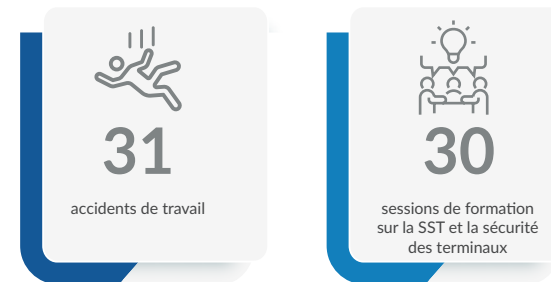 31
accidents de travail
30
sessions de formation
sur la SST et la sécurité
des terminaux